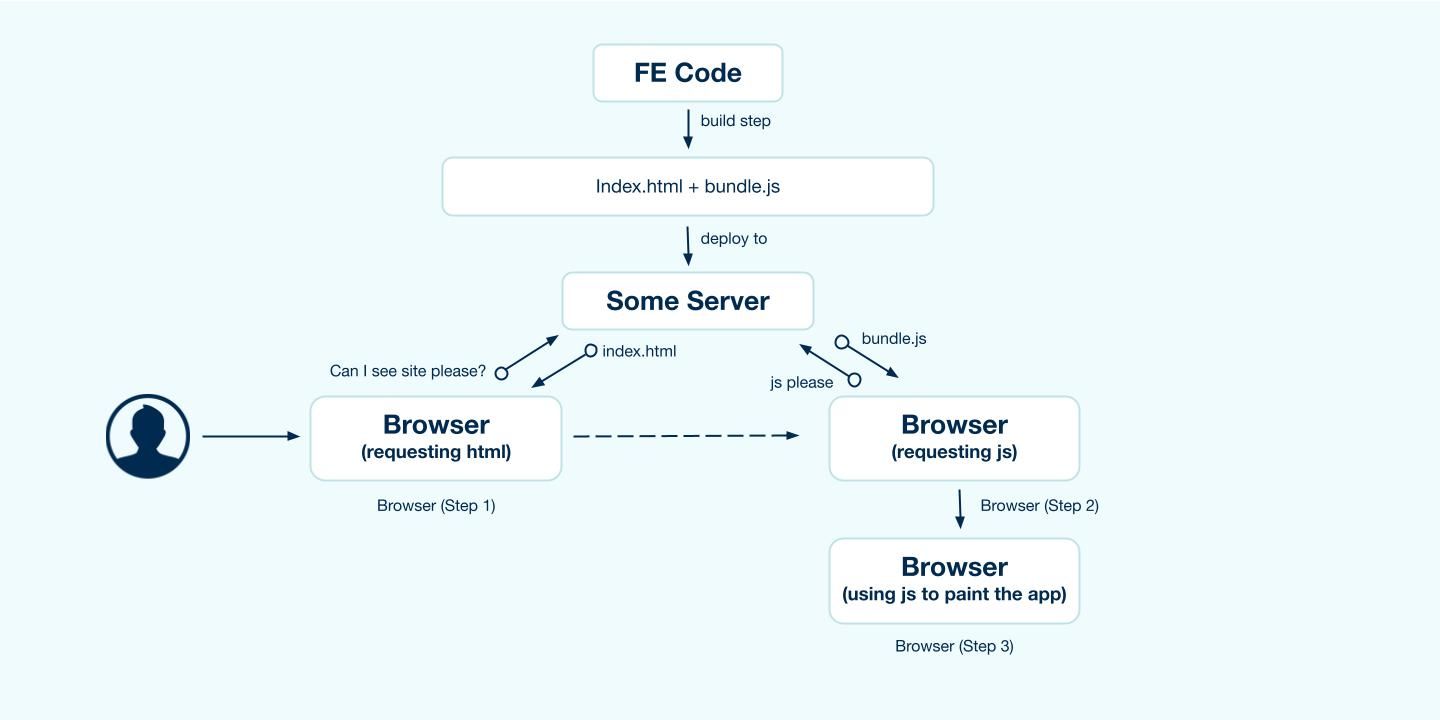 FE Code
build step
Index.html + bundle.js
deploy to
Some Server
Can I see site please?
index.html
bundle.js
js please
Browser
(requesting html)
Browser (Step 1)
Browser
(requesting js)
Browser (Step 2)
Browser
(using js to paint the app)
Browser (Step 3)